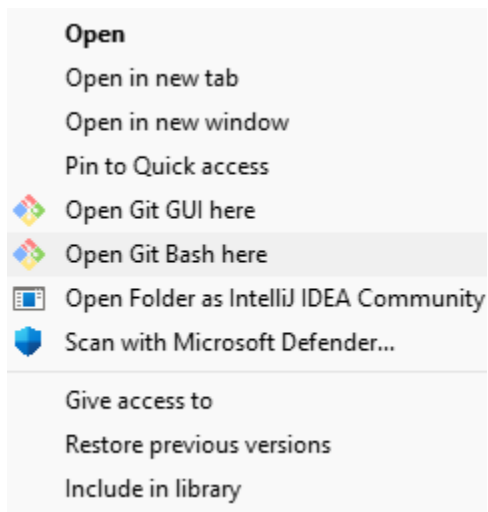 Open
Open in new tab
Open in new window
Pin to Quick access
Open Git GUI here
Open Git Bash here
Open Folder as IntelliJ IDEA Community
Scan with Microsoft Defender...
Give access to
Restore previous versions
Include in library